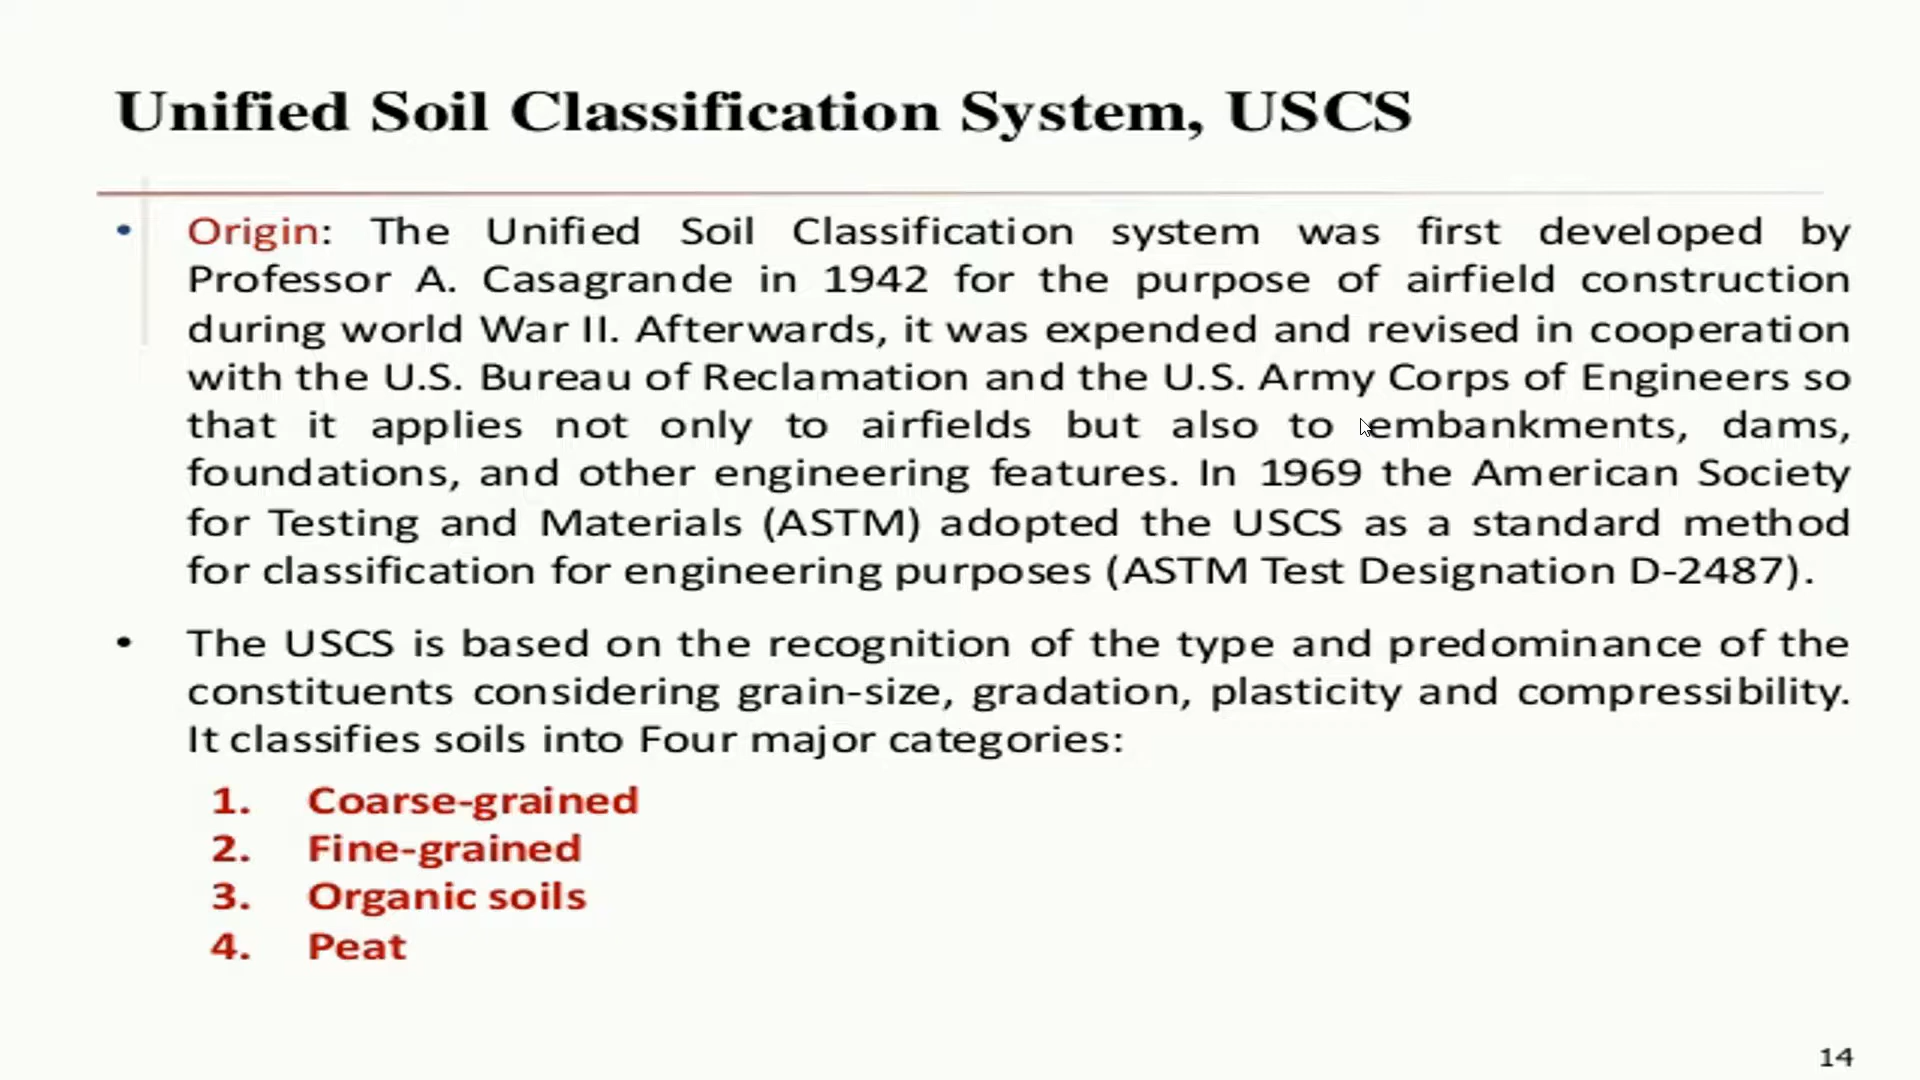 Unified Soil Classification System, USCS
• Origin: The Unified Soil Classification system was first developed by
Professor A. Casagrande in 1942 for the purpose of airfield construction
during world War II. Afterwards, it was expended and revised in cooperation
with the U.S. Bureau of Reclamation and the U.S. Army Corps of Engineers so
that it applies not only to airfields but also to embankments, dams,
foundations, and other engineering features. In 1969 the American Society
for Testing and Materials (ASTM) adopted the USCS as a standard method
for classification for engineering purposes (ASTM Test Designation D-2487).
• The USCS is based on the recognition of the type and predominance of the
constituents considering grain-size, gradation, plasticity and compressibility.
It classifies soils into Four major categories:
1. Coarse-grained
2. Fine-grained
3. Organic soils
4. Peat
14